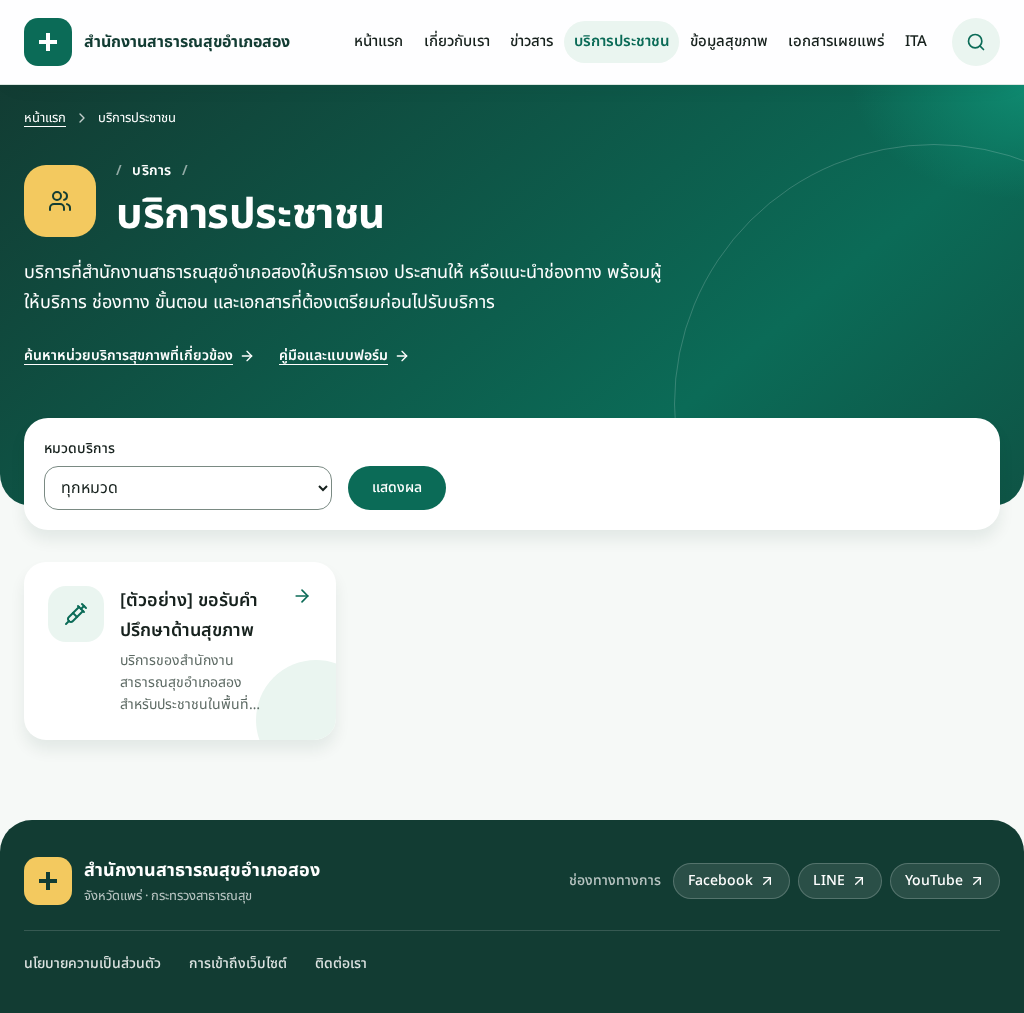 สำนักงานสาธารณสุขอำเภอสอง
หน้าแรก
เกี่ยวกับเรา
ข่าวสาร
บริการประชาชน
ข้อมูลสุขภาพ
เอกสารเผยแพร่
ITA
หน้าแรก
บริการประชาชน
/ บริการ /
บริการประชาชน
บริการที่สำนักงานสาธารณสุขอำเภอสองให้บริการเอง ประสานให้ หรือแนะนำช่องทาง พร้อมผู้
ให้บริการ ช่องทาง ขั้นตอน และเอกสารที่ต้องเตรียมก่อนไปรับบริการ
ค้นหาหน่วยบริการสุขภาพที่เกี่ยวข้อง
คู่มือและแบบฟอร์ม
หมวดบริการ
ทุกหมวด
แสดงผล
[ตัวอย่าง] ขอรับคำ
ปรึกษาด้านสุขภาพ
บริการของสำนักงาน
สาธารณสุขอำเภอสอง
สำหรับประชาชนในพื้นที่...
สำนักงานสาธารณสุขอำเภอสอง
จังหวัดแพร่ · กระทรวงสาธารณสุข
ช่องทางทางการ
Facebook
LINE
YouTube
นโยบายความเป็นส่วนตัว
การเข้าถึงเว็บไซต์
ติดต่อเรา